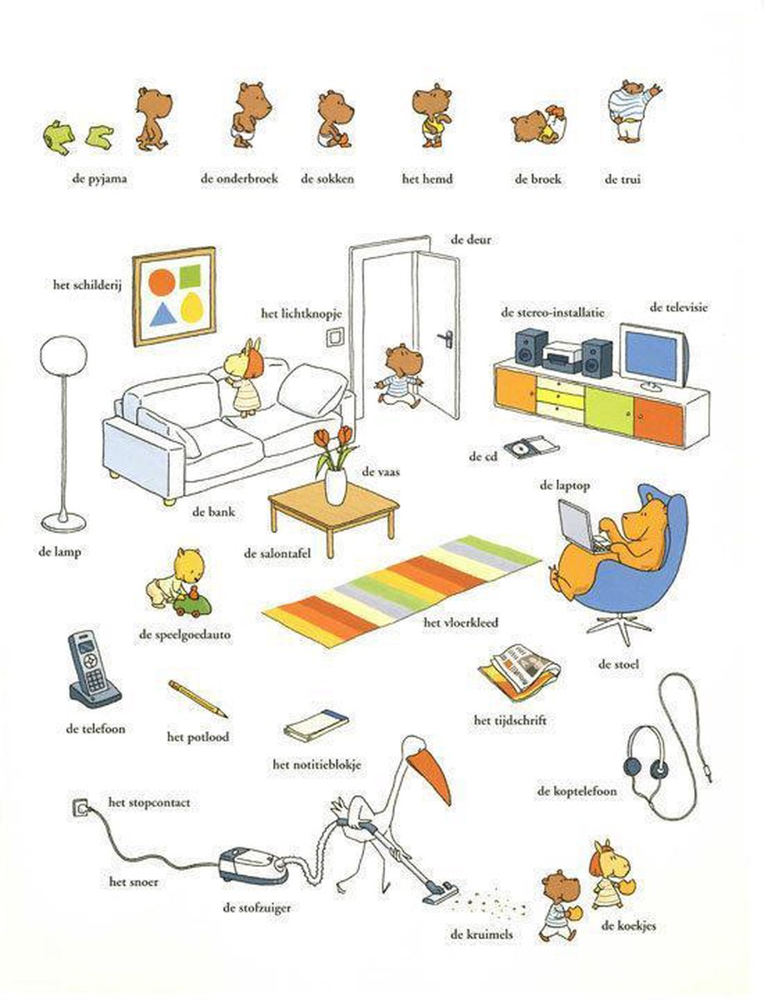 de pyjama
de onderbroek
de sokken
het hemd
de broek
de trui
de deur
het schilderij
het lichtknopje
de stereo-installatie
de televisie
de cd
de vaas
de laptop
de bank
de lamp
de salontafel
het vloerkleed
de speelgoedauto
de stoel
de telefoon
het potlood
het tijdschrift
het notitieblokje
de koptelefoon
het stopcontact
het snoer
de stofzuiger
de kruimels
de koekjes